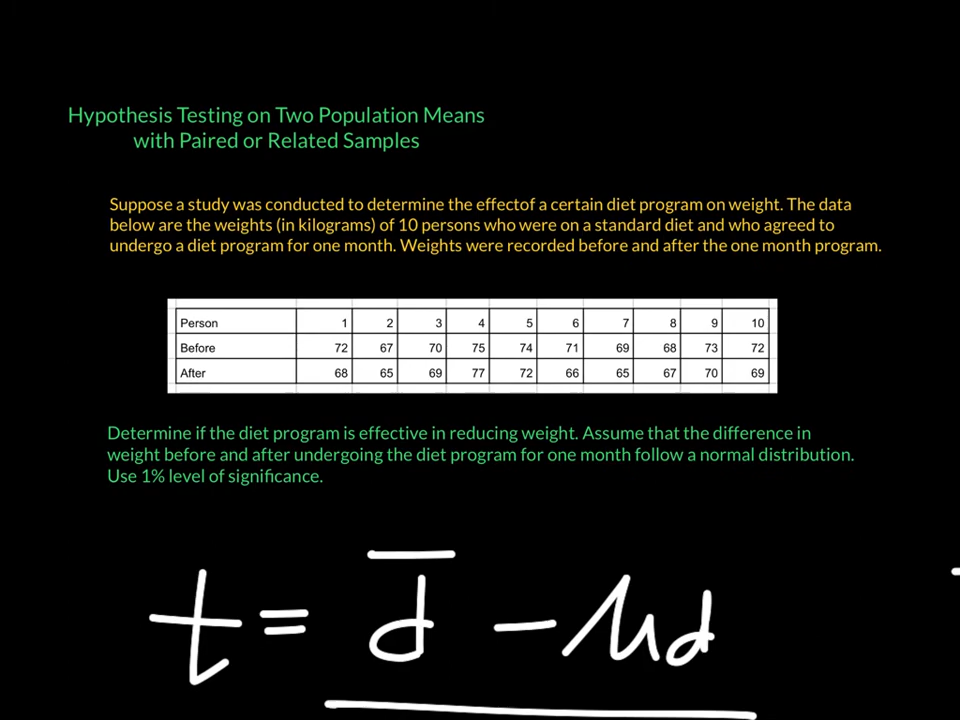 Hypothesis Testing on Two Population Means
with Paired or Related Samples
Suppose a study was conducted to determine the effectof a certain diet program on weight. The data
below are the weights (in kilograms) of 10 persons who were on a standard diet and who agreed to
undergo a diet program for one month. Weights were recorded before and after the one month program.
Person 1 2 3 4 5 6 7 8 9 10
Before 72 67 70 75 74 71 69 68 73 72
After 68 65 69 77 72 66 65 67 70 69
Determine if the diet program is effective in reducing weight. Assume that the difference in
weight before and after undergoing the diet program for one month follow a normal distribution.
Use 1% level of significance.
t = d̅ - μd